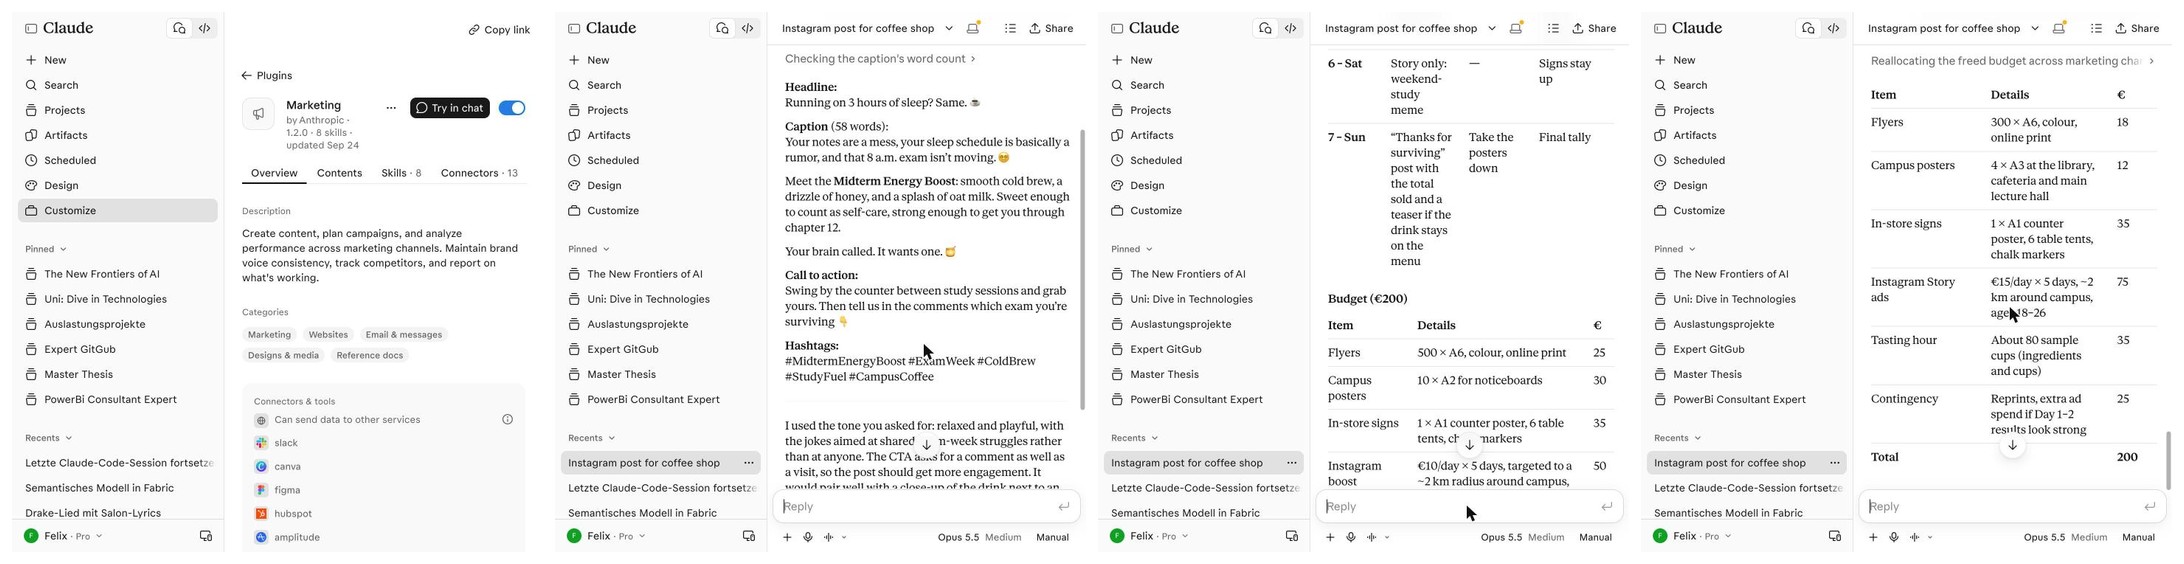 Claude
New
Search
Projects
Artifacts
Scheduled
Design
Customize
Pinned
The New Frontiers of AI
Uni: Dive in Technologies
Auslastungsprojekte
Expert GitGub
Master Thesis
PowerBi Consultant Expert
Recents
Letzte Claude-Code-Session fortsetze
Semantisches Modell in Fabric
Drake-Lied mit Salon-Lyrics
F Felix · Pro
Copy link
Plugins
Marketing
by Anthropic ·
1.2.0 · 8 skills ·
updated Sep 24
Try in chat
Overview Contents Skills · 8 Connectors · 13
Description
Create content, plan campaigns, and analyze
performance across marketing channels. Maintain brand
voice consistency, track competitors, and report on
what's working.
Categories
Marketing Websites Email & messages
Designs & media Reference docs
Connectors & tools
Can send data to other services
slack
canva
figma
hubspot
amplitude
Claude
New
Search
Projects
Artifacts
Scheduled
Design
Customize
Pinned
The New Frontiers of AI
Uni: Dive in Technologies
Auslastungsprojekte
Expert GitGub
Master Thesis
PowerBi Consultant Expert
Recents
Instagram post for coffee shop
Letzte Claude-Code-Session fortsetze
Semantisches Modell in Fabric
F Felix · Pro
Instagram post for coffee shop Share
Checking the caption's word count
Headline:
Running on 3 hours of sleep? Same. ☕
Caption (58 words):
Your notes are a mess, your sleep schedule is basically a
rumor, and that 8 a.m. exam isn't moving. 😅
Meet the Midterm Energy Boost: smooth cold brew, a
drizzle of honey, and a splash of oat milk. Sweet enough
to count as self-care, strong enough to get you through
chapter 12.
Your brain called. It wants one. 🍯
Call to action:
Swing by the counter between study sessions and grab
yours. Then tell us in the comments which exam you're
surviving 👇
Hashtags:
#MidtermEnergyBoost #ExamWeek #ColdBrew
#StudyFuel #CampusCoffee
I used the tone you asked for: relaxed and playful, with
the jokes aimed at shared n-week struggles rather
than at anyone. The CTA asks for a comment as well as
a visit, so the post should get more engagement. It
would pair well with a close-up of the drink next to an
Reply
Opus 5.5 Medium Manual
Claude
New
Search
Projects
Artifacts
Scheduled
Design
Customize
Pinned
The New Frontiers of AI
Uni: Dive in Technologies
Auslastungsprojekte
Expert GitGub
Master Thesis
PowerBi Consultant Expert
Recents
Instagram post for coffee shop
Letzte Claude-Code-Session fortsetze
Semantisches Modell in Fabric
F Felix · Pro
Instagram post for coffee shop Share
6 – Sat Story only: — Signs stay
weekend- up
study
meme
7 – Sun “Thanks for Take the Final tally
surviving” posters
post with down
the total
sold and a
teaser if the
drink stays
on the
menu
Budget (€200)
Item Details €
Flyers 500 × A6, colour, online print 25
Campus 10 × A2 for noticeboards 30
posters
In-store signs 1 × A1 counter poster, 6 table 35
tents, ch markers
Instagram €10/day × 5 days, targeted to a 50
boost ~2 km radius around campus,
Reply
Opus 5.5 Medium Manual
Claude
New
Search
Projects
Artifacts
Scheduled
Design
Customize
Pinned
The New Frontiers of AI
Uni: Dive in Technologies
Auslastungsprojekte
Expert GitGub
Master Thesis
PowerBi Consultant Expert
Recents
Instagram post for coffee shop
Letzte Claude-Code-Session fortsetze
Semantisches Modell in Fabric
F Felix · Pro
Instagram post for coffee shop Share
Reallocating the freed budget across marketing cha
Item Details €
Flyers 300 × A6, colour, 18
online print
Campus posters 4 × A3 at the library, 12
cafeteria and main
lecture hall
In-store signs 1 × A1 counter 35
poster, 6 table tents,
chalk markers
Instagram Story €15/day × 5 days, ~2 75
ads km around campus,
age 18–26
Tasting hour About 80 sample 35
cups (ingredients
and cups)
Contingency Reprints, extra ad 25
spend if Day 1–2
results look strong
Total 200
Reply
Opus 5.5 Medium Manual